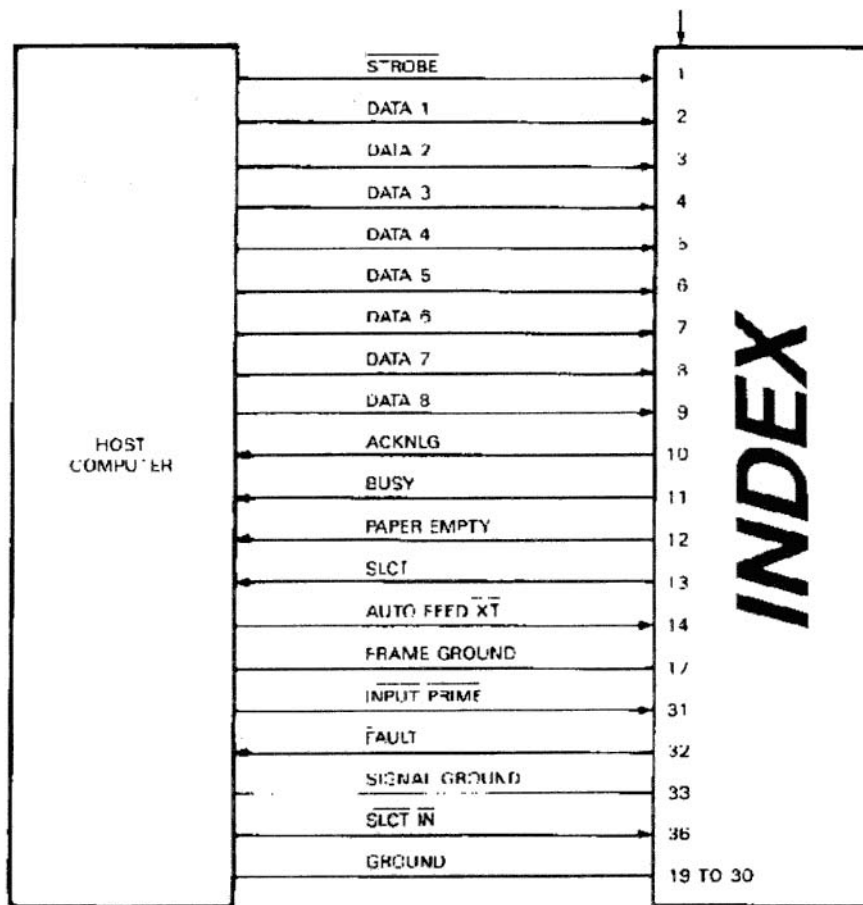 STROBE 1
DATA 1 2
DATA 2 3
DATA 3 4
DATA 4 5
DATA 5 6
DATA 6 7
DATA 7 8
DATA 8 9
HOST
COMPUTER
ACKNLG 10
BUSY 11
PAPER EMPTY 12
SLCT 13
AUTO FEED XT 14
FRAME GROUND 17
INPUT PRIME 31
FAULT 32
SIGNAL GROUND 33
SLCT IN 36
GROUND 19 TO 30
INDEX